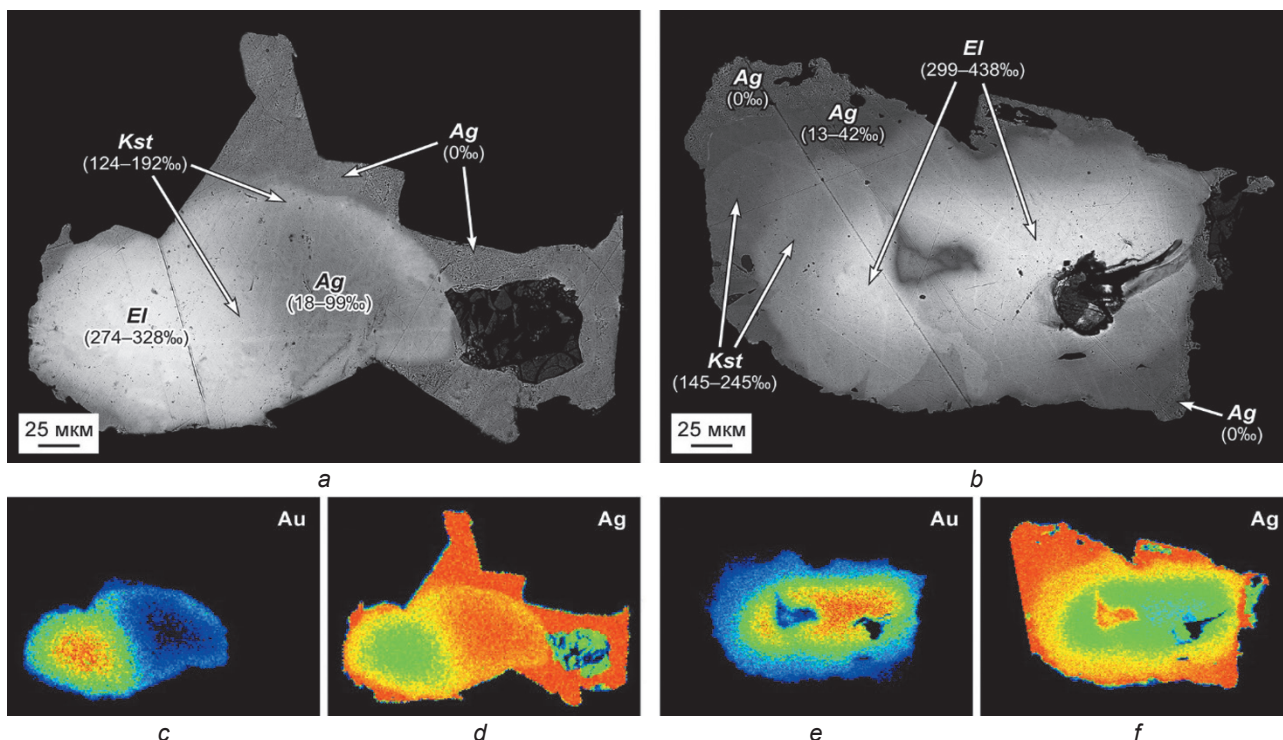 Kst
(124–192‰)
Ag
(0‰)
Ag
(18–99‰)
El
(274–328‰)
25 мкм
a
El
(299–438‰)
Ag
(0‰)
Ag
(13–42‰)
Kst
(145–245‰)
Ag
(0‰)
25 мкм
b
Au
c
Ag
d
Au
e
Ag
f